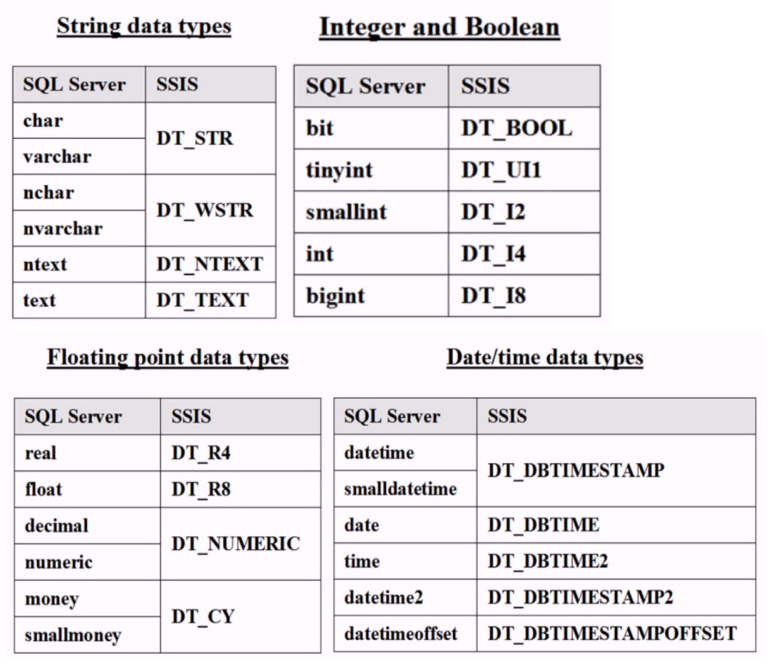 String data types
SQL Server SSIS
char
DT_STR
varchar
nchar
DT_WSTR
nvarchar
ntext DT_NTEXT
text DT_TEXT
Integer and Boolean
SQL Server SSIS
bit DT_BOOL
tinyint DT_UI1
smallint DT_I2
int DT_I4
bigint DT_I8
Floating point data types
SQL Server SSIS
real DT_R4
float DT_R8
decimal
DT_NUMERIC
numeric
money
DT_CY
smallmoney
Date/time data types
SQL Server SSIS
datetime
DT_DBTIMESTAMP
smalldatetime
date DT_DBTIME
time DT_DBTIME2
datetime2 DT_DBTIMESTAMP2
datetimeoffset DT_DBTIMESTAMPOFFSET